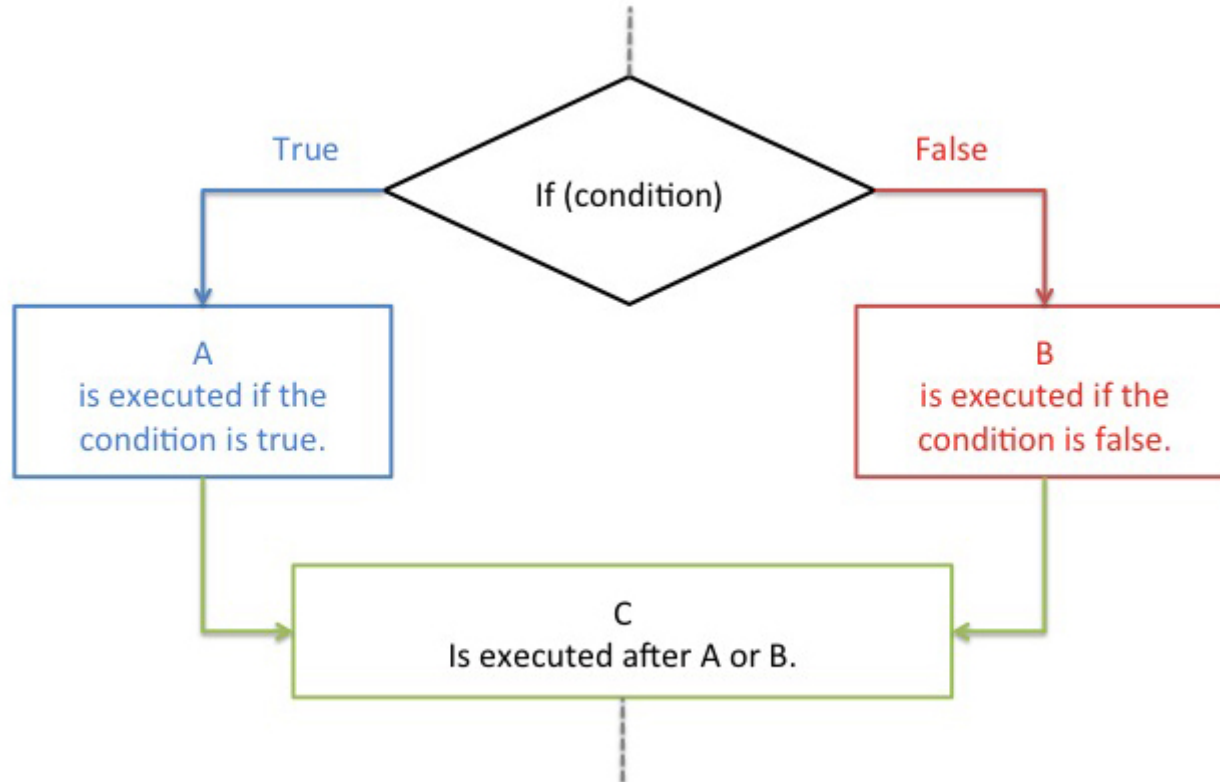 True
False
If (condition)
A
is executed if the
condition is true.
B
is executed if the
condition is false.
C
Is executed after A or B.